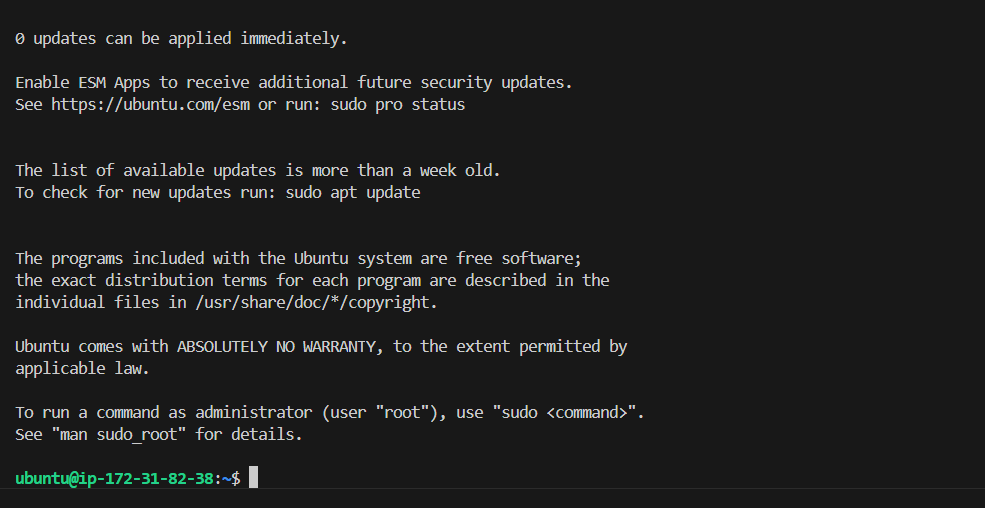 0 updates can be applied immediately.
Enable ESM Apps to receive additional future security updates.
See https://ubuntu.com/esm or run: sudo pro status
The list of available updates is more than a week old.
To check for new updates run: sudo apt update
The programs included with the Ubuntu system are free software;
the exact distribution terms for each program are described in the
individual files in /usr/share/doc/*/copyright.
Ubuntu comes with ABSOLUTELY NO WARRANTY, to the extent permitted by
applicable law.
To run a command as administrator (user "root"), use "sudo <command>".
See "man sudo_root" for details.
ubuntu@ip-172-31-82-38:~$